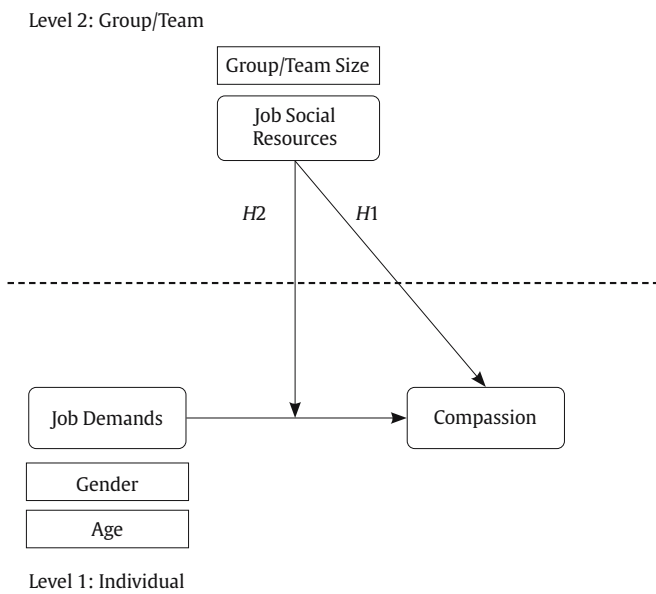 Level 2: Group/Team
Group/Team Size
Job Social
Resources
H2
H1
Job Demands
Compassion
Gender
Age
Level 1: Individual